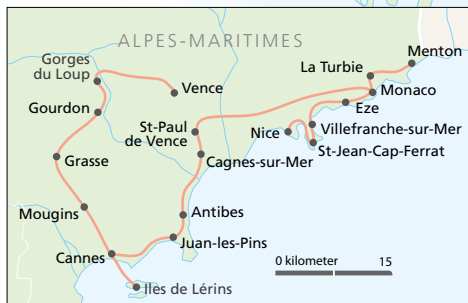 ALPES-MARITIMES
Menton
Gorges
du Loup
La Turbie
Vence
Monaco
Eze
Gourdon
St-Paul
de Vence
Nice
Villefranche-sur-Mer
St-Jean-Cap-Ferrat
Grasse
Cagnes-sur-Mer
Mougins
Antibes
Juan-les-Pins
Cannes
0 kilometer 15
Iles de Lérins